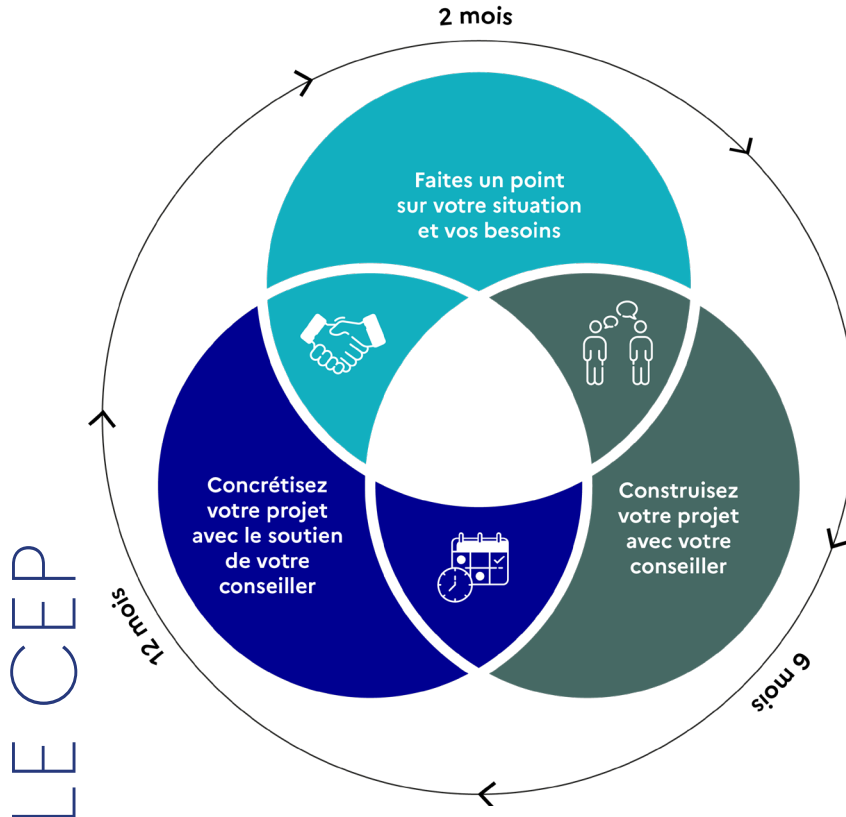 2 mois
Faites un point
sur votre situation
et vos besoins
Concrétisez
votre projet
avec le soutien
de votre
conseiller
Construisez
votre projet
avec votre
conseiller
12 mois
6 mois
LE CEP